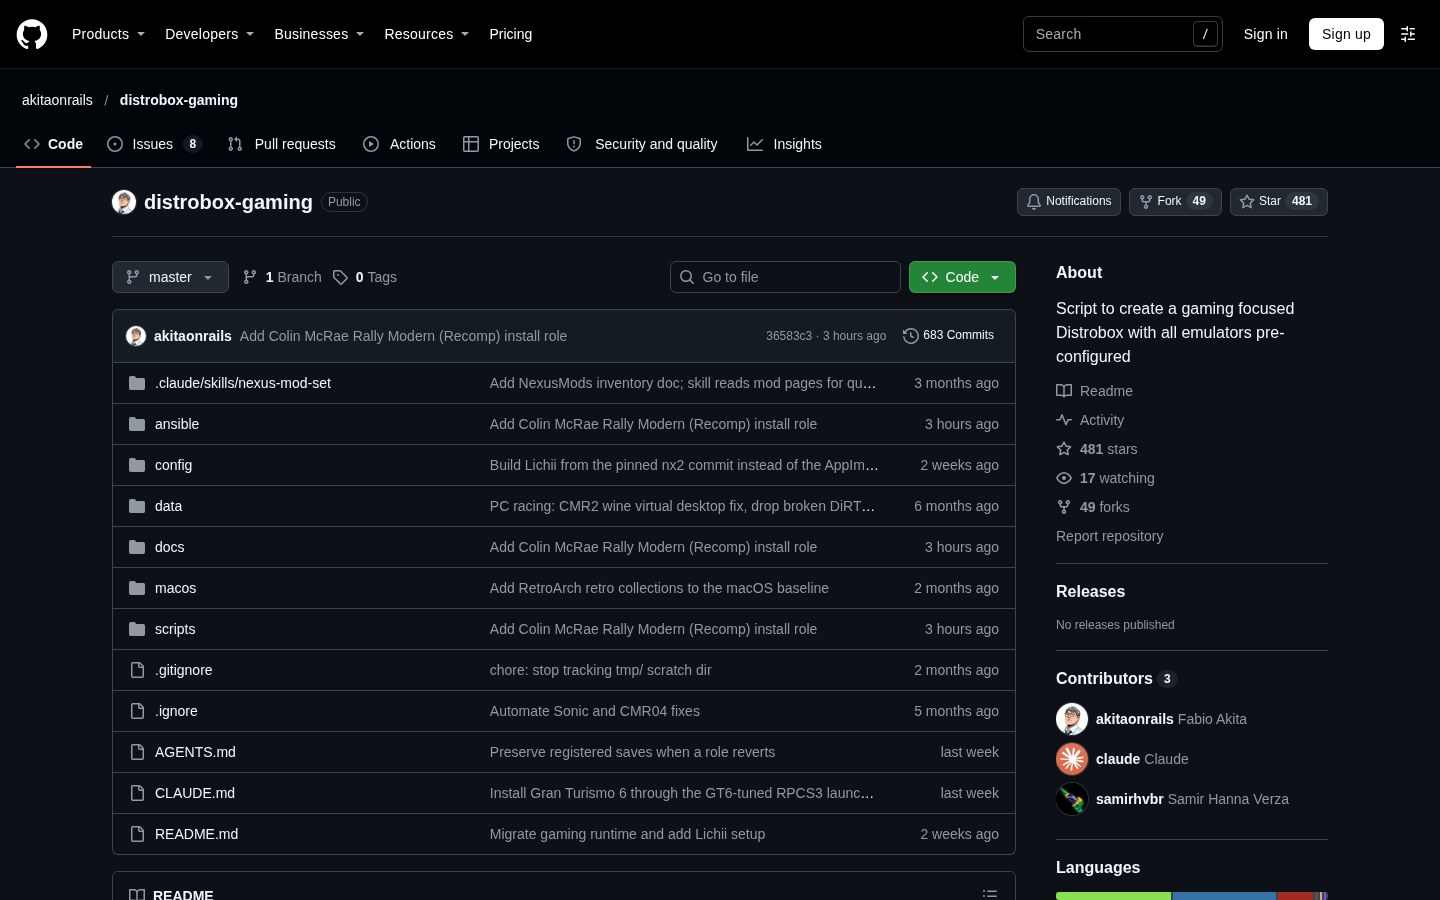 Products Developers Businesses Resources Pricing Search / Sign in Sign up
akitaonrails / distrobox-gaming
Code Issues 8 Pull requests Actions Projects Security and quality Insights
distrobox-gaming Public Notifications Fork 49 Star 481
master 1 Branch 0 Tags Go to file Code
akitaonrails Add Colin McRae Rally Modern (Recomp) install role 36583c3 · 3 hours ago 683 Commits
.claude/skills/nexus-mod-set Add NexusMods inventory doc; skill reads mod pages for qu… 3 months ago
ansible Add Colin McRae Rally Modern (Recomp) install role 3 hours ago
config Build Lichii from the pinned nx2 commit instead of the AppIm… 2 weeks ago
data PC racing: CMR2 wine virtual desktop fix, drop broken DiRT… 6 months ago
docs Add Colin McRae Rally Modern (Recomp) install role 3 hours ago
macos Add RetroArch retro collections to the macOS baseline 2 months ago
scripts Add Colin McRae Rally Modern (Recomp) install role 3 hours ago
.gitignore chore: stop tracking tmp/ scratch dir 2 months ago
.ignore Automate Sonic and CMR04 fixes 5 months ago
AGENTS.md Preserve registered saves when a role reverts last week
CLAUDE.md Install Gran Turismo 6 through the GT6-tuned RPCS3 launc… last week
README.md Migrate gaming runtime and add Lichii setup 2 weeks ago
README
About
Script to create a gaming focused
Distrobox with all emulators pre-
configured
Readme
Activity
481 stars
17 watching
49 forks
Report repository
Releases
No releases published
Contributors 3
akitaonrails Fabio Akita
claude Claude
samirhvbr Samir Hanna Verza
Languages